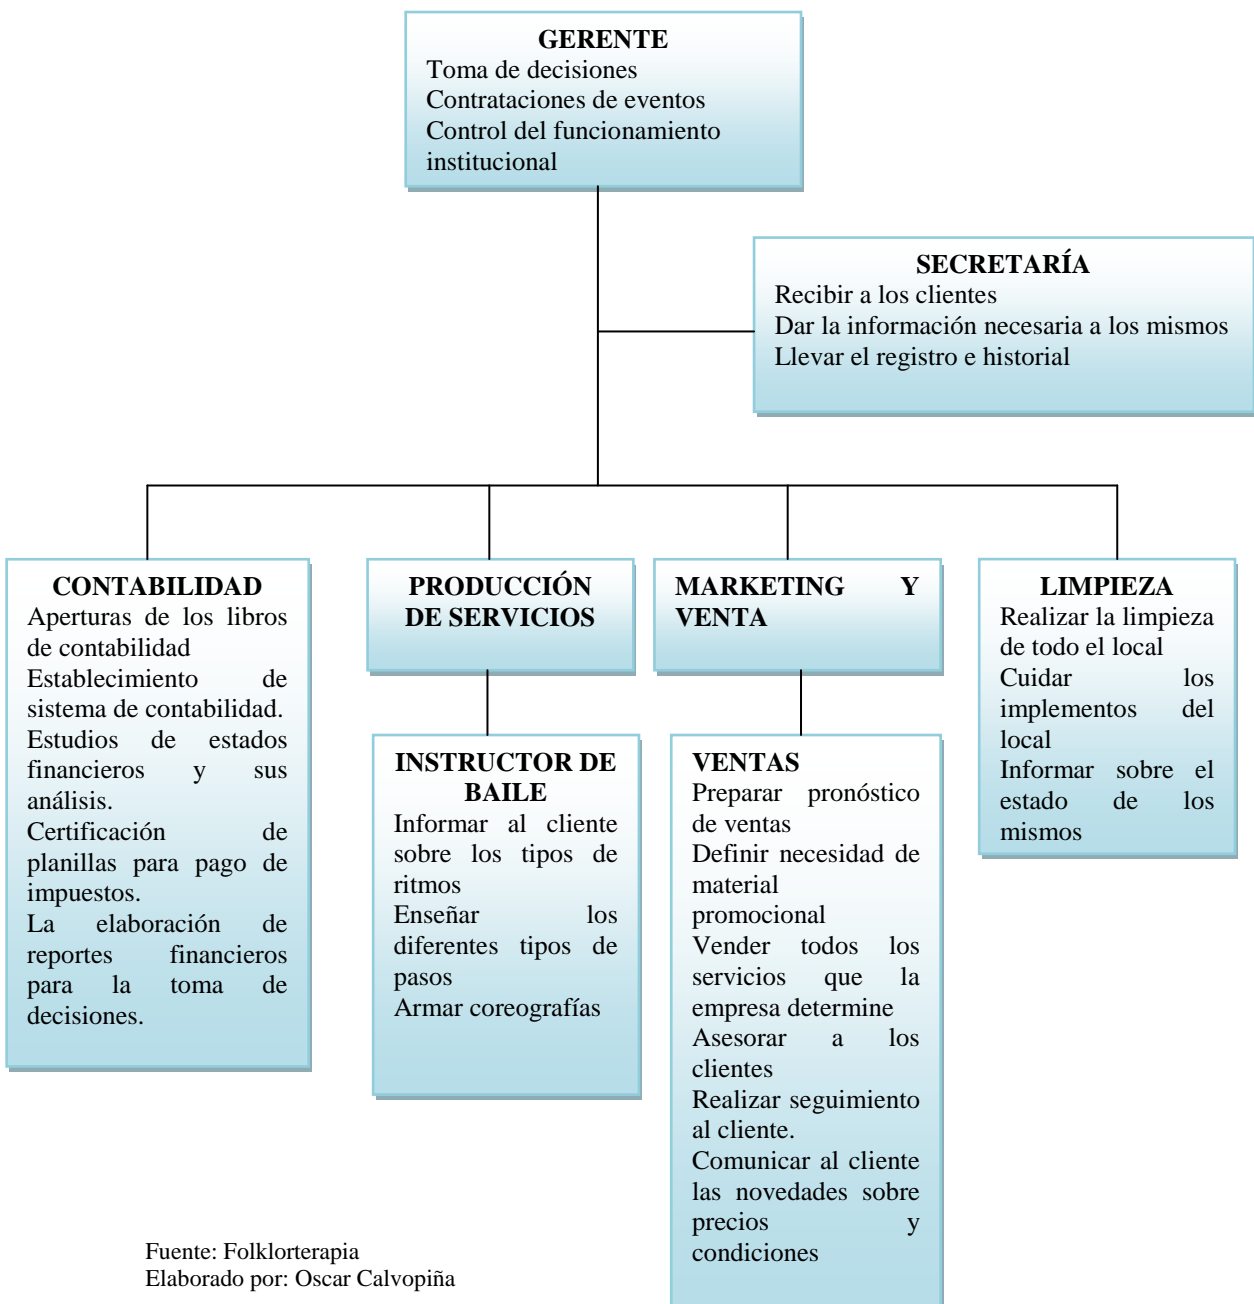 GERENTE
Toma de decisiones
Contrataciones de eventos
Control del funcionamiento
institucional
SECRETARÍA
Recibir a los clientes
Dar la información necesaria a los mismos
Llevar el registro e historial
CONTABILIDAD
Aperturas de los libros
de contabilidad
Establecimiento de
sistema de contabilidad.
Estudios de estados
financieros y sus
análisis.
Certificación de
planillas para pago de
impuestos.
La elaboración de
reportes financieros
para la toma de
decisiones.
PRODUCCIÓN
DE SERVICIOS
INSTRUCTOR DE
BAILE
Informar al cliente
sobre los tipos de
ritmos
Enseñar los
diferentes tipos de
pasos
Armar coreografías
MARKETING Y
VENTA
VENTAS
Preparar pronóstico
de ventas
Definir necesidad de
material
promocional
Vender todos los
servicios que la
empresa determine
Asesorar a los
clientes
Realizar seguimiento
al cliente.
Comunicar al cliente
las novedades sobre
precios y
condiciones
LIMPIEZA
Realizar la limpieza
de todo el local
Cuidar los
implementos del
local
Informar sobre el
estado de los
mismos
Fuente: Folklorterapia
Elaborado por: Oscar Calvopiña